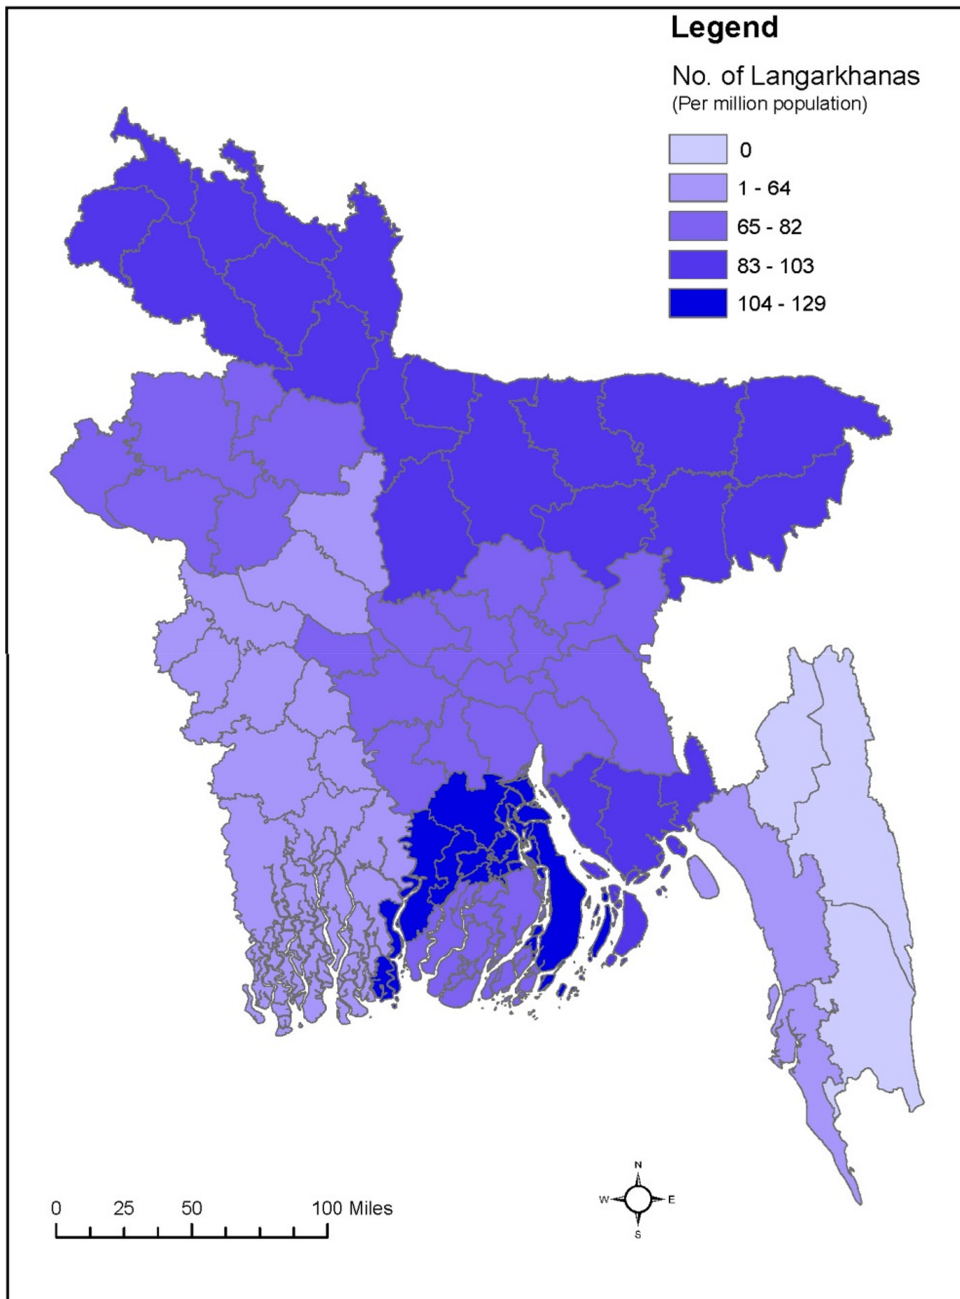 Legend
No. of Langarkhanas
(Per million population)
0
1 - 64
65 - 82
83 - 103
104 - 129
0 25 50 100 Miles
N
W E
S